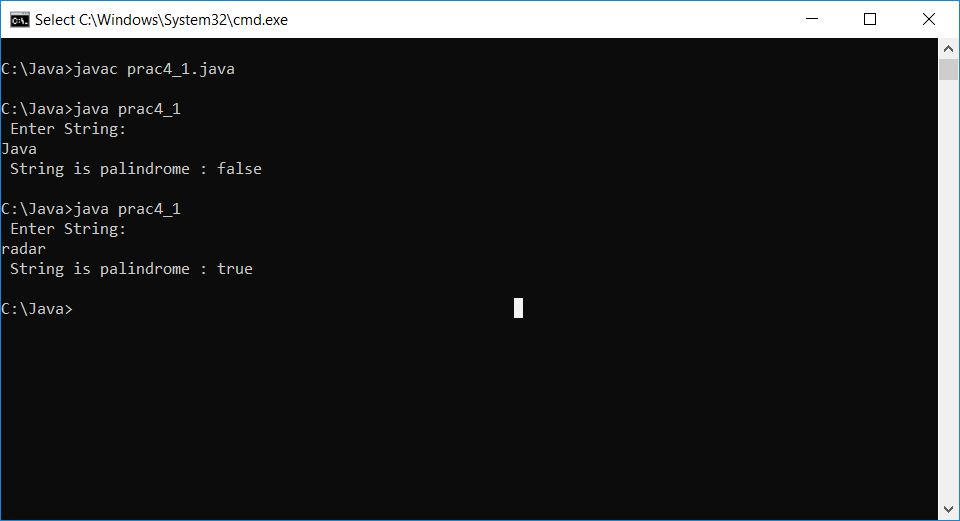 Select C:\Windows\System32\cmd.exe
C:\Java>javac prac4_1.java
C:\Java>java prac4_1
Enter String:
Java
String is palindrome : false
C:\Java>java prac4_1
Enter String:
radar
String is palindrome : true
C:\Java>